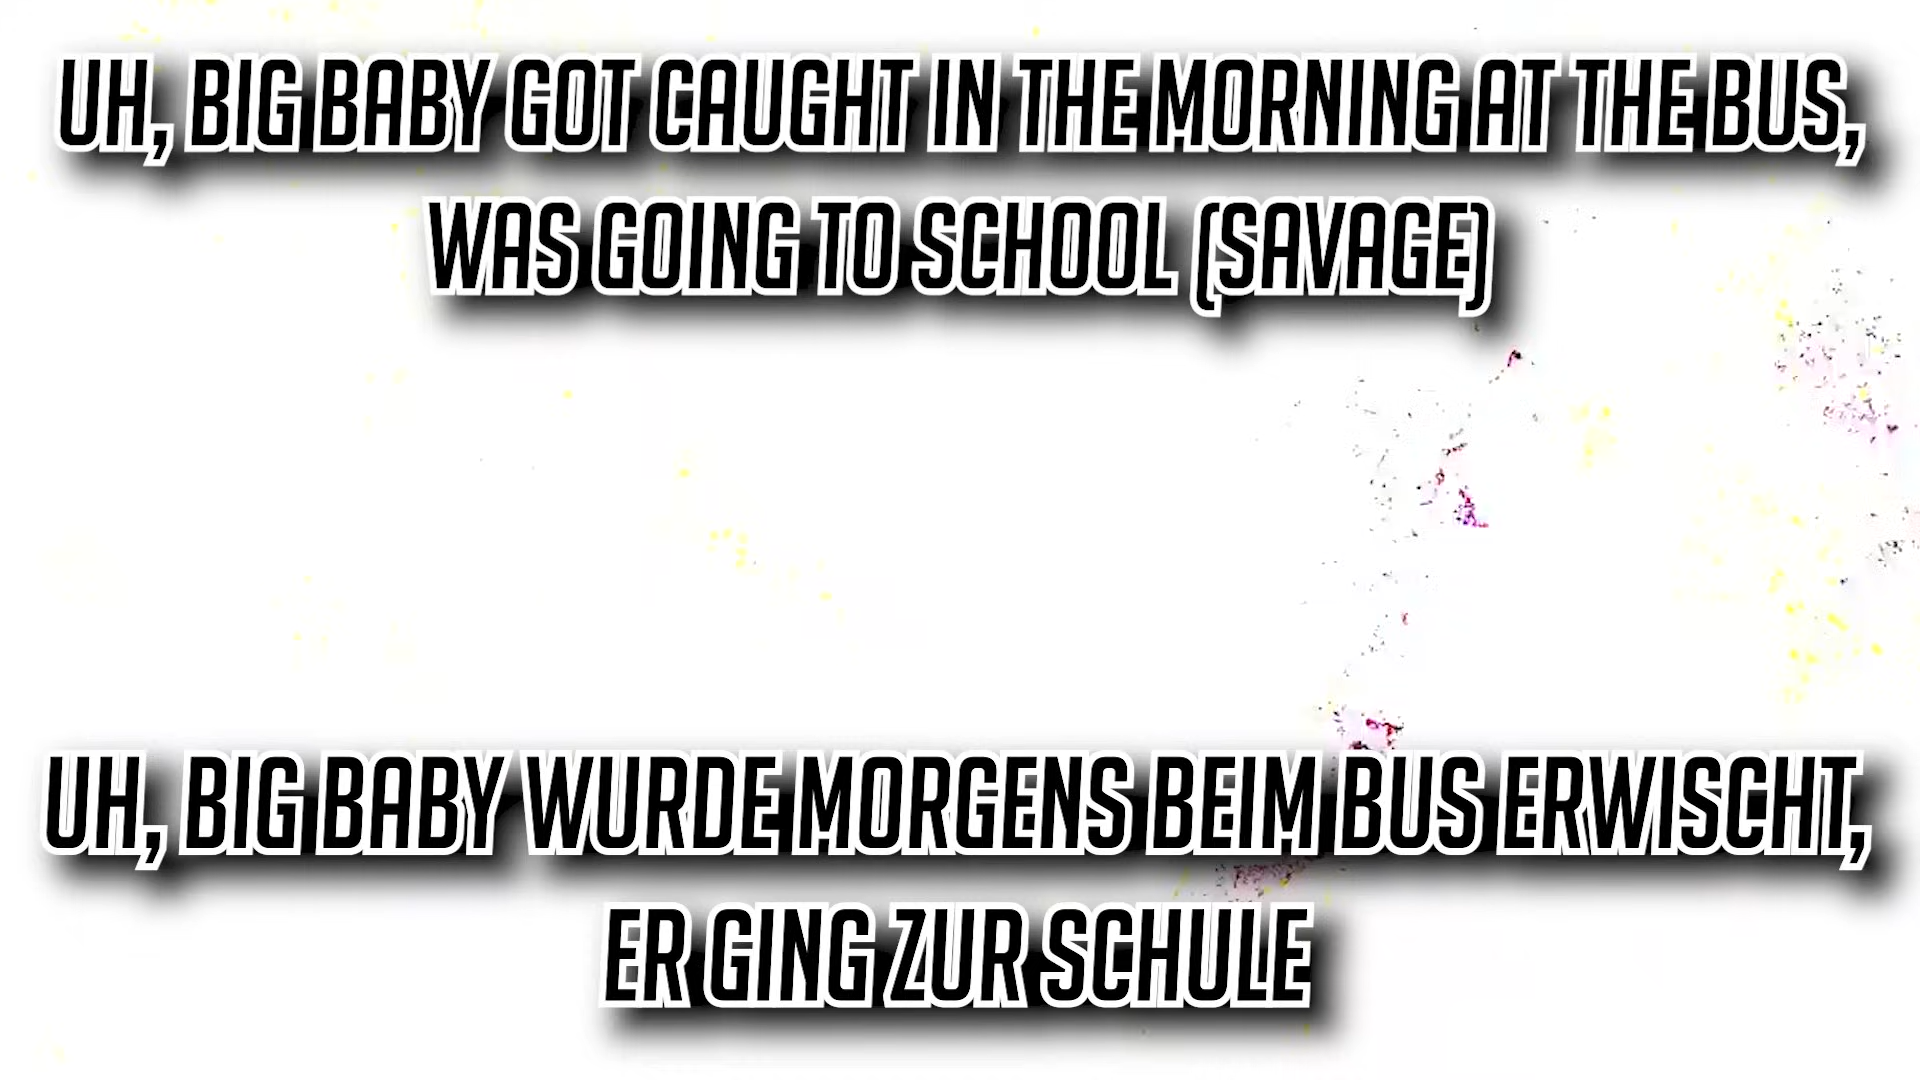 UH, BIG BABY GOT CAUGHT IN THE MORNING AT THE BUS,
WAS GOING TO SCHOOL (SAVAGE)
UH, BIG BABY WURDE MORGENS BEIM BUS ERWISCHT,
ER GING ZUR SCHULE